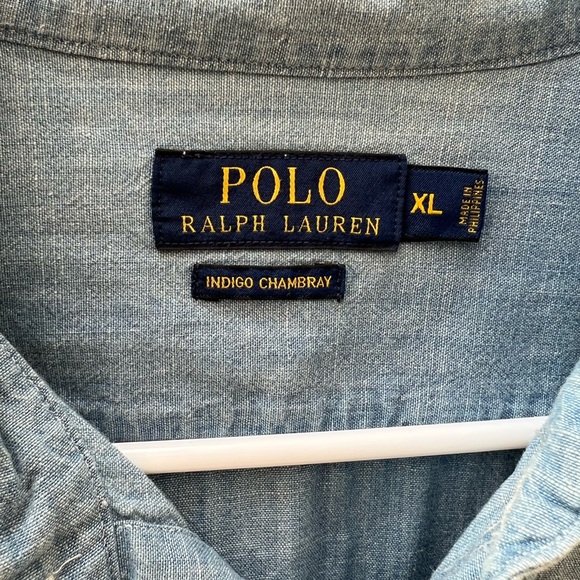 POLO
RALPH LAUREN
XL
MADE IN
PHILIPPINES
INDIGO CHAMBRAY